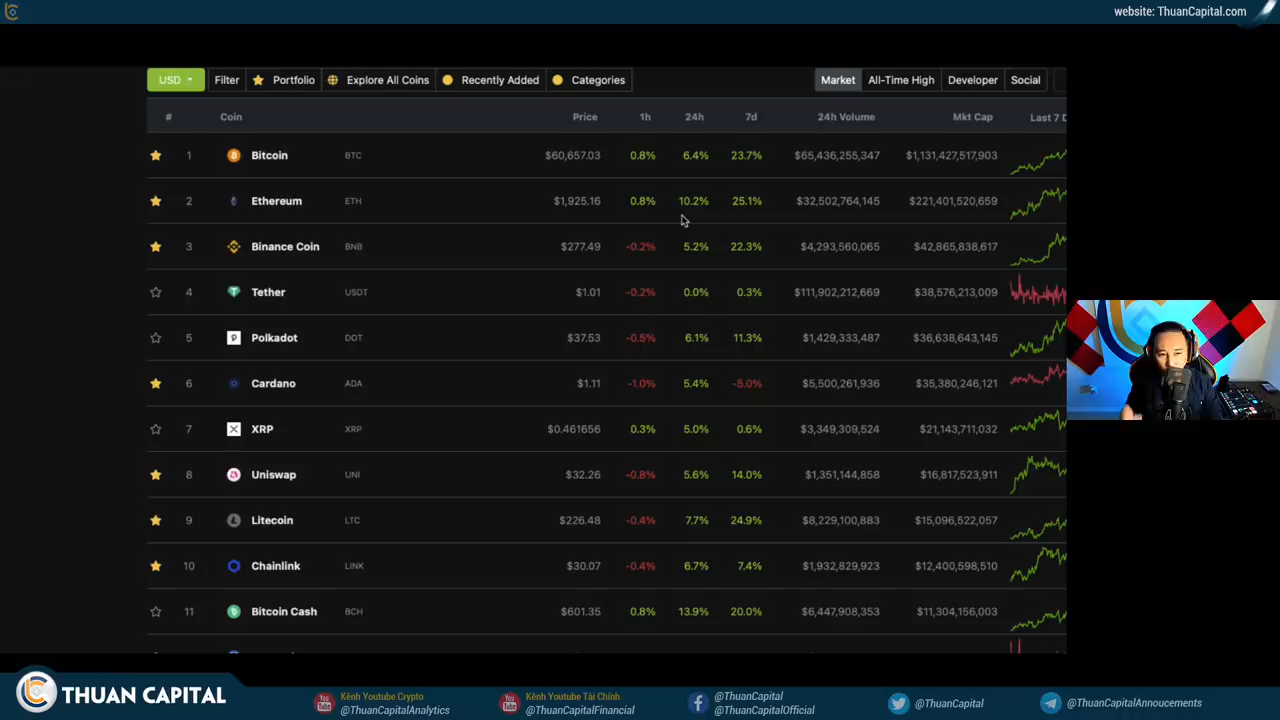 website: ThuanCapital.com
USD Filter Portfolio Explore All Coins Recently Added Categories Market All-Time High Developer Social
# Coin Price 1h 24h 7d 24h Volume Mkt Cap Last 7 D
1 Bitcoin BTC $60,657.03 0.8% 6.4% 23.7% $65,436,255,347 $1,131,427,517,903
2 Ethereum ETH $1,925.16 0.8% 10.2% 25.1% $32,502,764,145 $221,401,520,659
3 Binance Coin BNB $277.49 -0.2% 5.2% 22.3% $4,293,560,065 $42,865,838,617
4 Tether USDT $1.01 -0.2% 0.0% 0.3% $111,902,212,669 $38,576,213,009
5 Polkadot DOT $37.53 -0.5% 6.1% 11.3% $1,429,333,487 $36,638,643,145
6 Cardano ADA $1.11 -1.0% 5.4% -5.0% $5,500,261,936 $35,380,246,121
7 XRP XRP $0.461656 0.3% 5.0% 0.6% $3,349,309,524 $21,143,711,032
8 Uniswap UNI $32.26 -0.8% 5.6% 14.0% $1,351,144,858 $16,817,523,911
9 Litecoin LTC $226.48 -0.4% 7.7% 24.9% $8,229,100,883 $15,096,522,057
10 Chainlink LINK $30.07 -0.4% 6.7% 7.4% $1,932,829,923 $12,400,598,510
11 Bitcoin Cash BCH $601.35 0.8% 13.9% 20.0% $6,447,908,353 $11,304,156,003
THUAN CAPITAL
Kênh Youtube Crypto
@ThuanCapitalAnalytics
Kênh Youtube Tài Chính
@ThuanCapitalFinancial
@ThuanCapital
@ThuanCapitalOfficial
@ThuanCapital
@ThuanCapitalAnnoucements